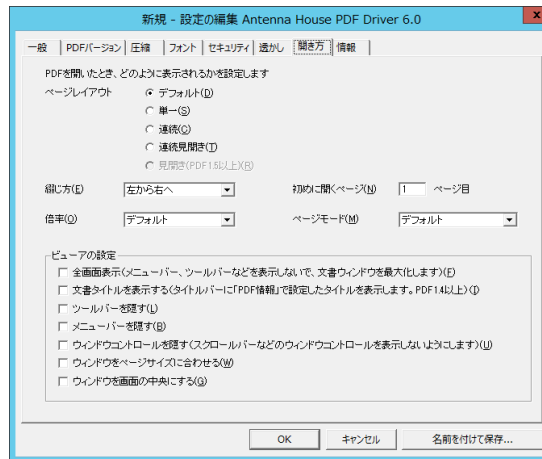 新規 - 設定の編集 Antenna House PDF Driver 6.0
x
一般 PDFバージョン 圧縮 フォント セキュリティ 透かし 開き方 情報
PDFを開いたとき、どのように表示されるかを設定します
ページレイアウト
デフォルト(D)
単一(S)
連続(C)
連続見開き(T)
見開き(PDF1.5以上)(R)
綴じ方(E) 左から右へ 初めに開くページ(N) 1 ページ目
倍率(O) デフォルト ページモード(M) デフォルト
ビューアの設定
全画面表示(メニューバー、ツールバーなどを表示しないで、文書ウィンドウを最大化します)(F)
文書タイトルを表示する(タイトルバーに「PDF情報」で設定したタイトルを表示します。PDF1.4以上)(I)
ツールバーを隠す(L)
メニューバーを隠す(B)
ウィンドウコントロールを隠す(スクロールバーなどのウィンドウコントロールを表示しないようにします)(U)
ウィンドウをページサイズに合わせる(W)
ウィンドウを画面の中央にする(G)
OK キャンセル 名前を付けて保存...